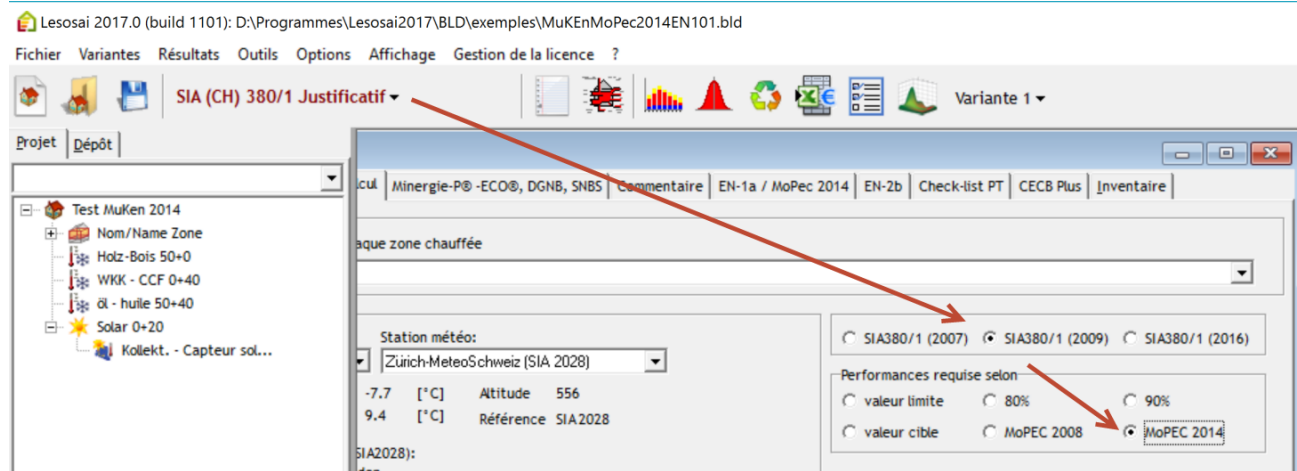 Lesosai 2017.0 (build 1101): D:\Programmes\Lesosai2017\BLD\exemples\MuKEnMoPec2014EN101.bld
Fichier Variantes Résultats Outils Options Affichage Gestion de la licence ?
SIA (CH) 380/1 Justificatif
Variante 1
Projet Dépôt
lcul Minergie-P® -ECO®, DGNB, SNBS Commentaire EN-1a / MoPec 2014 EN-2b Check-list PT CECB Plus Inventaire
Test MuKen 2014
Nom/Name Zone
Holz-Bois 50+0
WKK - CCF 0+40
öl - huile 50+40
Solar 0+20
Kollekt. - Capteur sol...
aque zone chauffée
Station météo:
Zürich-MeteoSchweiz (SIA 2028)
-7.7 [°C] Altitude 556
9.4 [°C] Référence SIA2028
SIA2028):
SIA380/1 (2007) SIA380/1 (2009) SIA380/1 (2016)
Performances requise selon
valeur limite 80% 90%
valeur cible MoPEC 2008 MoPEC 2014